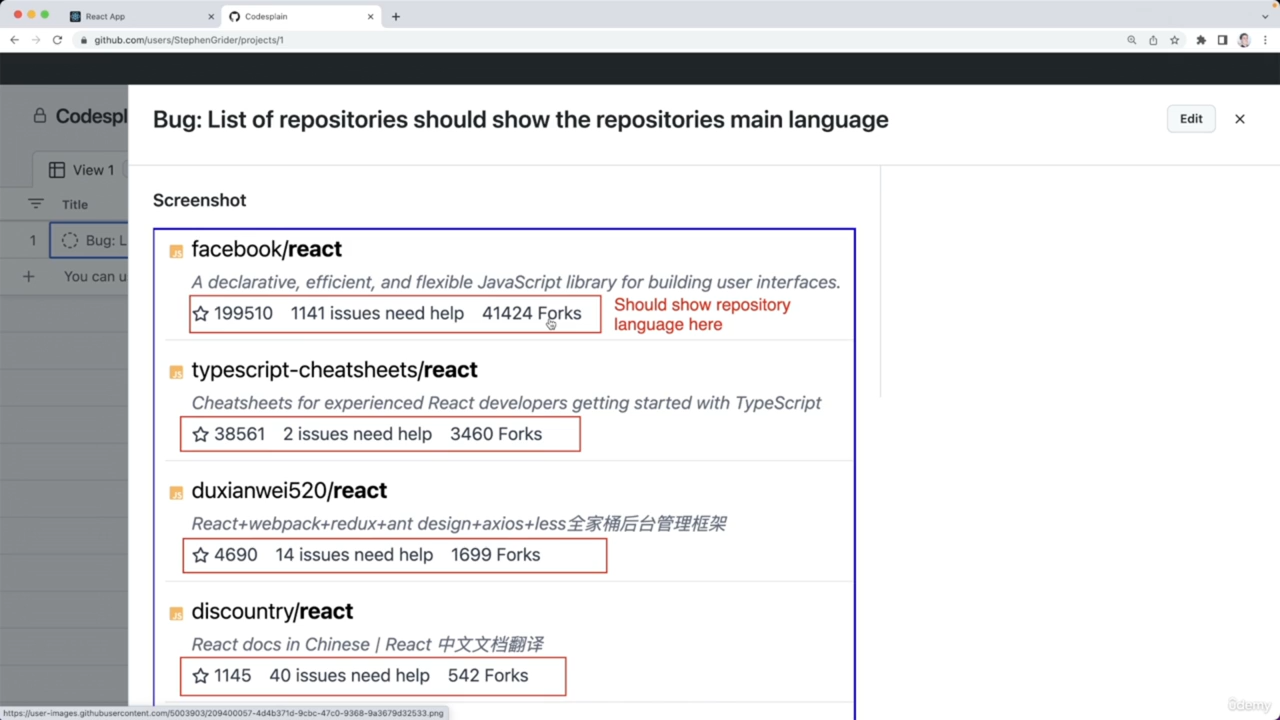 React App
Codesplain
github.com/users/StephenGrider/projects/1
Codespl
Bug: List of repositories should show the repositories main language
Edit
View 1
Title
1
Bug: L
You can u
Screenshot
facebook/react
A declarative, efficient, and flexible JavaScript library for building user interfaces.
199510 1141 issues need help 41424 Forks
Should show repository
language here
typescript-cheatsheets/react
Cheatsheets for experienced React developers getting started with TypeScript
38561 2 issues need help 3460 Forks
duxianwei520/react
React+webpack+redux+ant design+axios+less全家桶后台管理框架
4690 14 issues need help 1699 Forks
discountry/react
React docs in Chinese | React 中文文档翻译
1145 40 issues need help 542 Forks
https://user-images.githubusercontent.com/5003903/209400057-4d4b371d-9cbc-47c0-9368-9a3679d32533.png
ûdemy